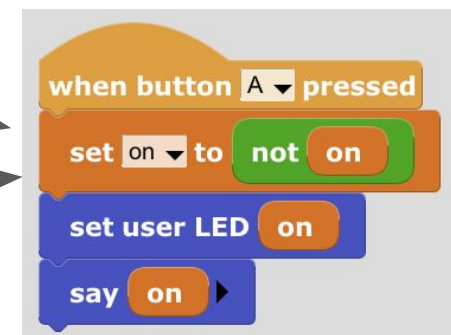 when button A pressed
set on to not on
set user LED on
say on